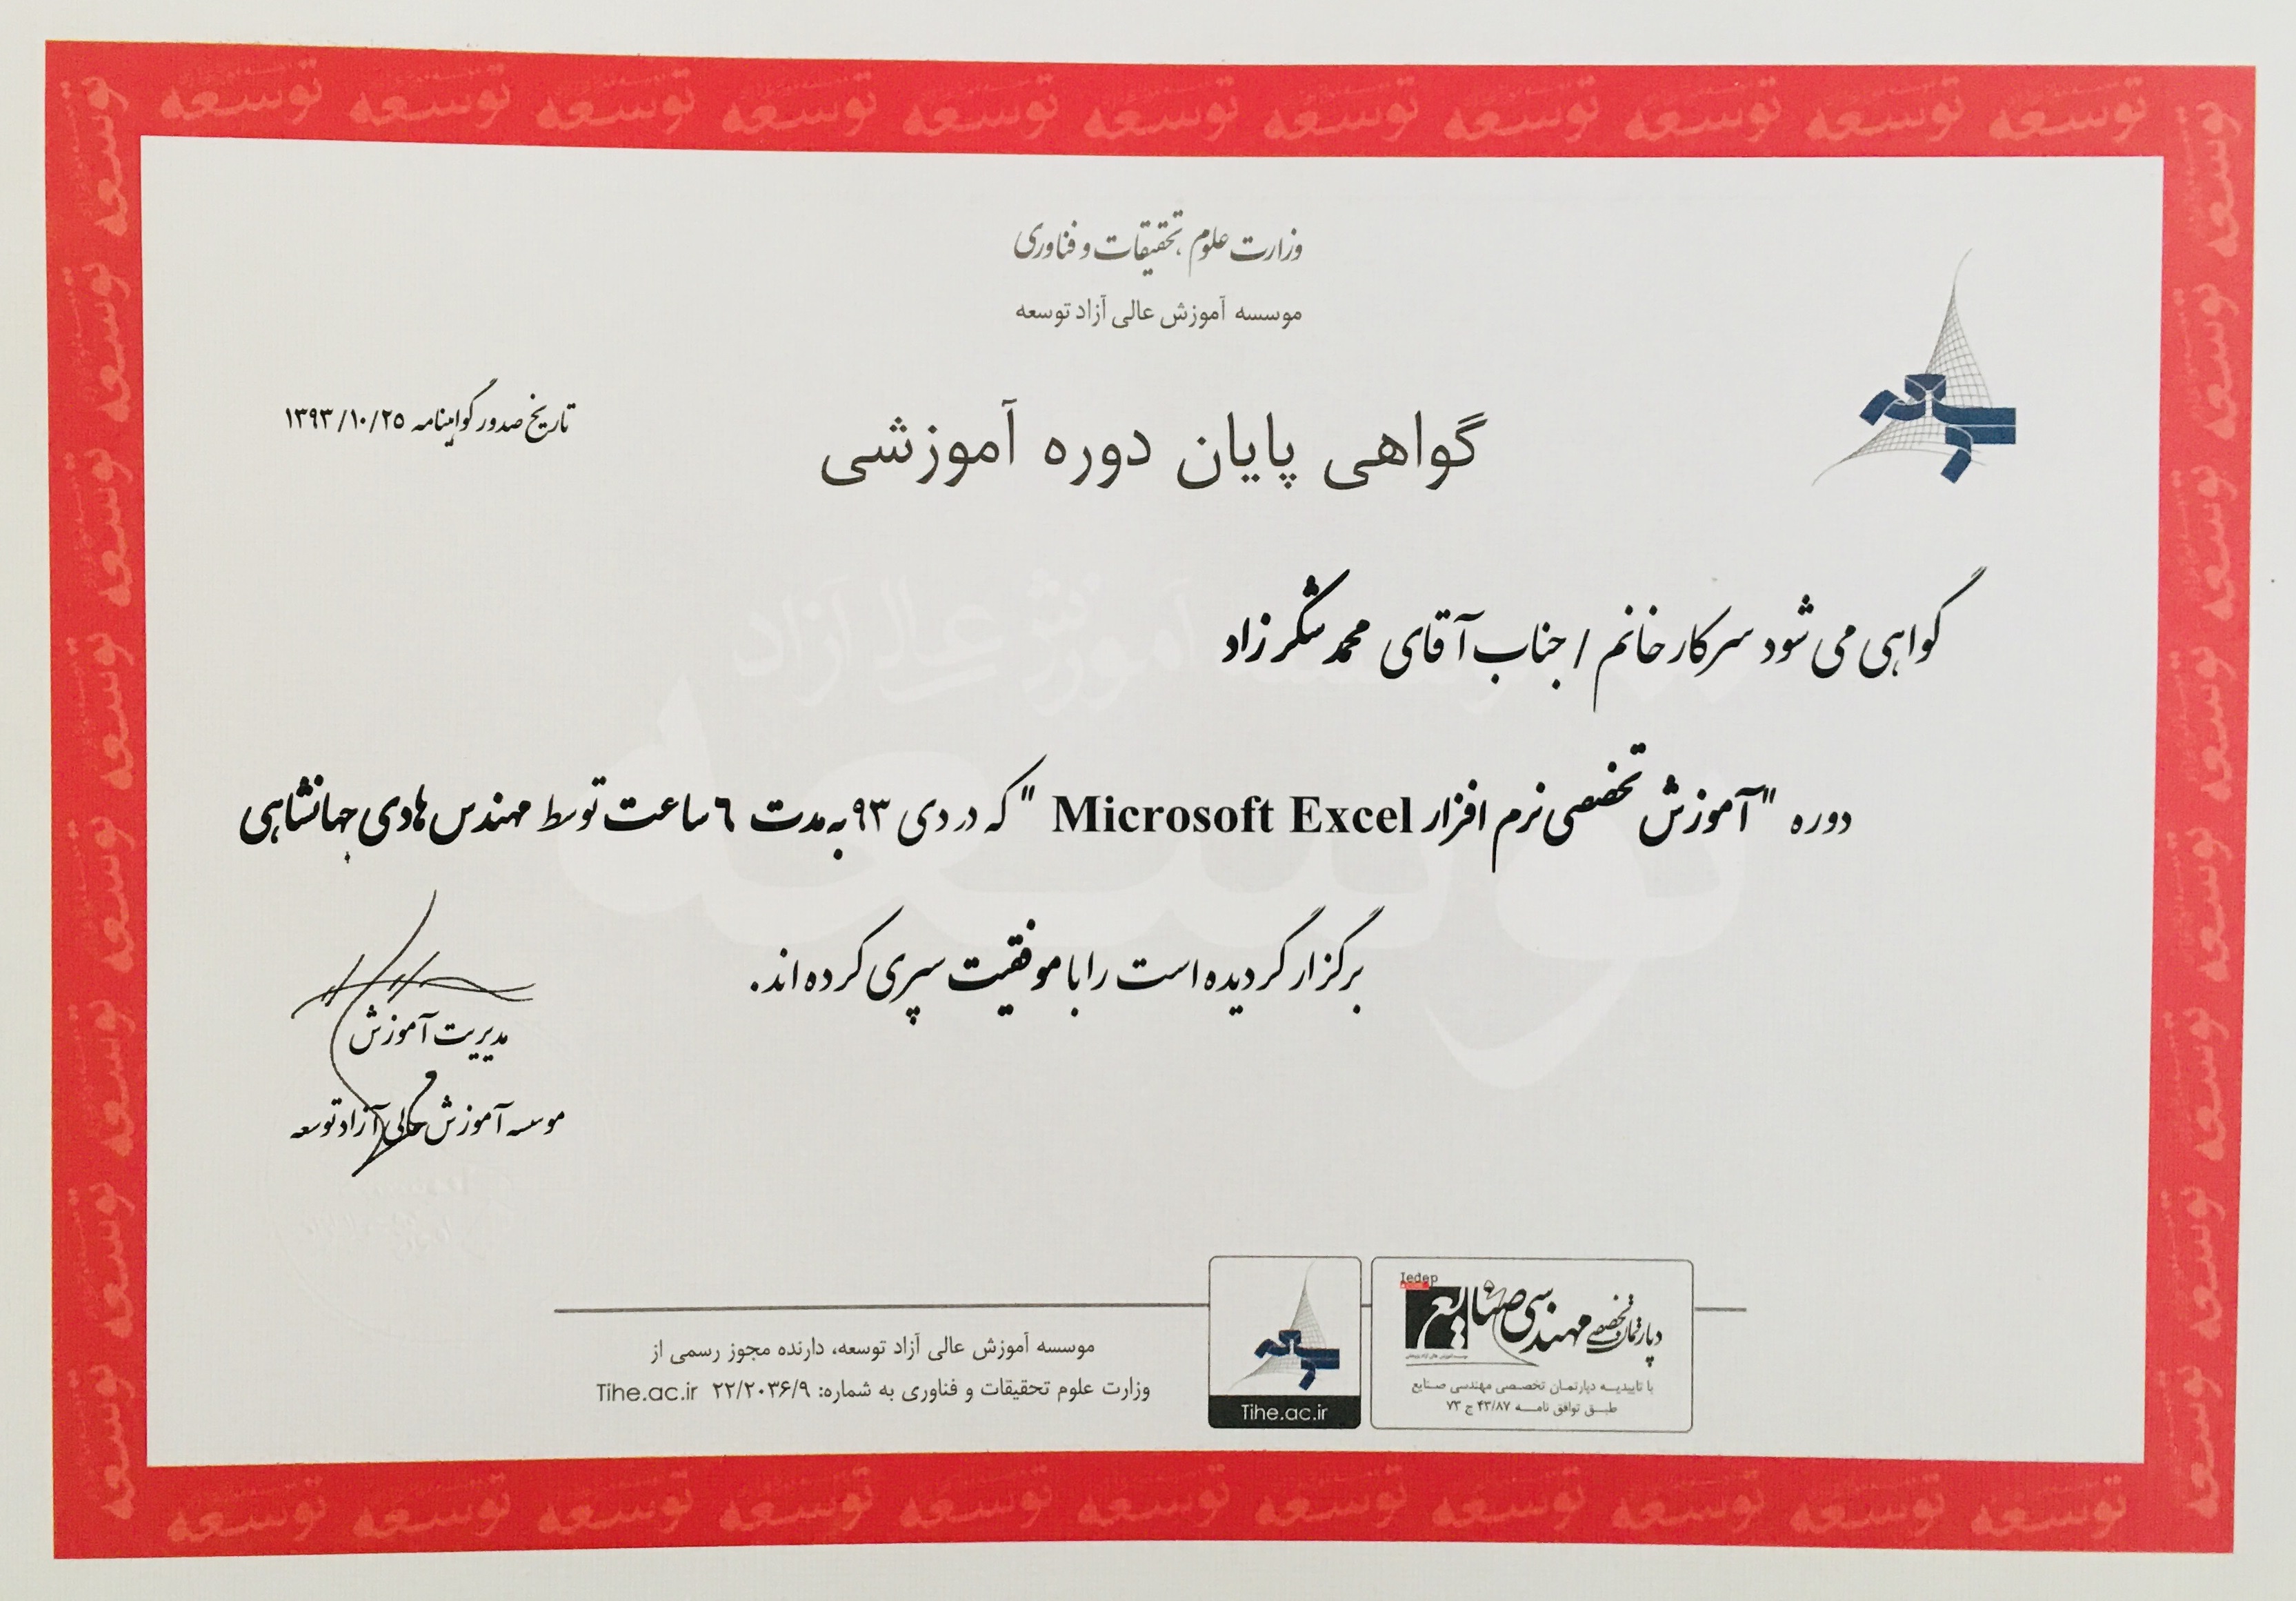 وزارت علوم، تحقیقات و فناوری
موسسه آموزش عالی آزاد توسعه
تاریخ صدور گواهینامه ۱۳۹۳/۱۰/۲۵
گواهی پایان دوره آموزشی
گواهی می شود سرکار خانم / جناب آقای محمد شکرزاد
دوره "آموزش تخصصی نرم افزار Microsoft Excel" که در دی ۹۳ به مدت ۶ ساعت توسط مهندس هادی جهانشاهی
برگزار گردیده است را با موفقیت سپری کرده اند.
مدیریت آموزش
موسسه آموزش عالی آزاد توسعه
Iedep
دپارتمان تخصصی مهندسی صنایع
با تاییدیه دپارتمان تخصصی مهندسی صنایع
طبق توافق نامه ۴۳/۸۷ ج ۷۳
Tihe.ac.ir
موسسه آموزش عالی آزاد توسعه، دارنده مجوز رسمی از
وزارت علوم تحقیقات و فناوری به شماره: ۲۲/۲۰۳۶/۹ Tihe.ac.ir
توسعه